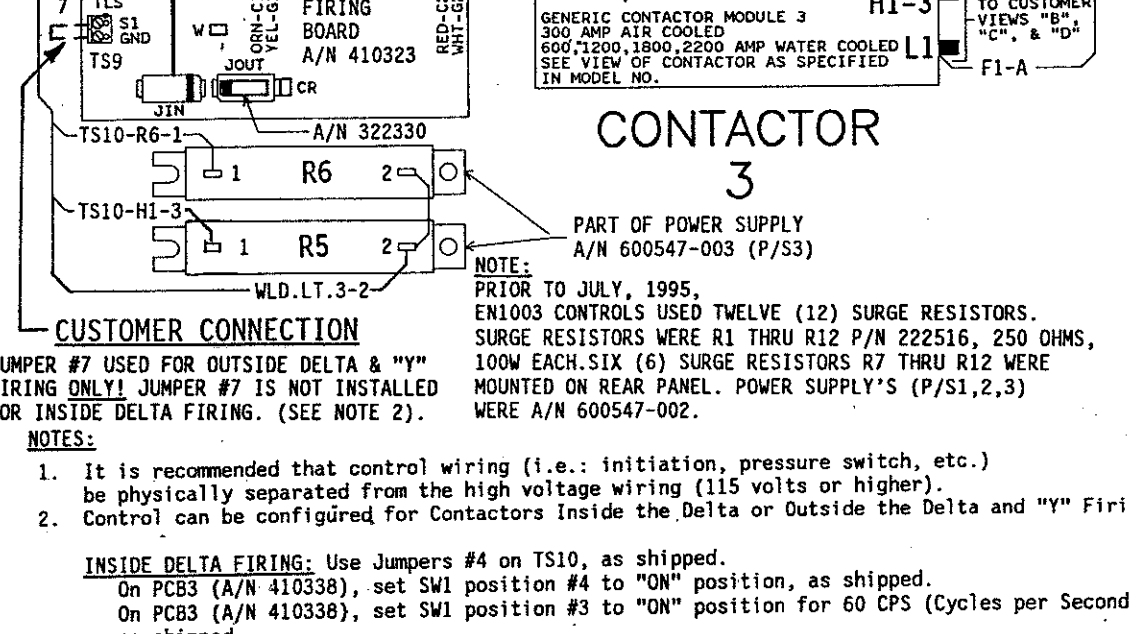 7
TLS
S1
GND
TS9
W
ORN-C
YEL-G
FIRING
BOARD
A/N 410323
RED-C
WHT-G
JOUT
CR
JIN
A/N 322330
TS10-R6-1
1 R6 2
TS10-H1-3
1 R5 2
WLD.LT.3-2
GENERIC CONTACTOR MODULE 3
300 AMP AIR COOLED
600,1200,1800,2200 AMP WATER COOLED
SEE VIEW OF CONTACTOR AS SPECIFIED
IN MODEL NO.
H1-3
L1
TO CUSTOMER
VIEWS "B",
"C", & "D"
F1-A
CONTACTOR
3
PART OF POWER SUPPLY
A/N 600547-003 (P/S3)
NOTE:
PRIOR TO JULY, 1995,
EN1003 CONTROLS USED TWELVE (12) SURGE RESISTORS.
SURGE RESISTORS WERE R1 THRU R12 P/N 222516, 250 OHMS,
100W EACH.SIX (6) SURGE RESISTORS R7 THRU R12 WERE
MOUNTED ON REAR PANEL. POWER SUPPLY'S (P/S1,2,3)
WERE A/N 600547-002.
CUSTOMER CONNECTION
UMPER #7 USED FOR OUTSIDE DELTA & "Y"
IRING ONLY! JUMPER #7 IS NOT INSTALLED
OR INSIDE DELTA FIRING. (SEE NOTE 2).
NOTES:
1. It is recommended that control wiring (i.e.: initiation, pressure switch, etc.)
be physically separated from the high voltage wiring (115 volts or higher).
2. Control can be configured for Contactors Inside the Delta or Outside the Delta and "Y" Firi
INSIDE DELTA FIRING: Use Jumpers #4 on TS10, as shipped.
On PCB3 (A/N 410338), set SW1 position #4 to "ON" position, as shipped.
On PCB3 (A/N 410338), set SW1 position #3 to "ON" position for 60 CPS (Cycles per Second